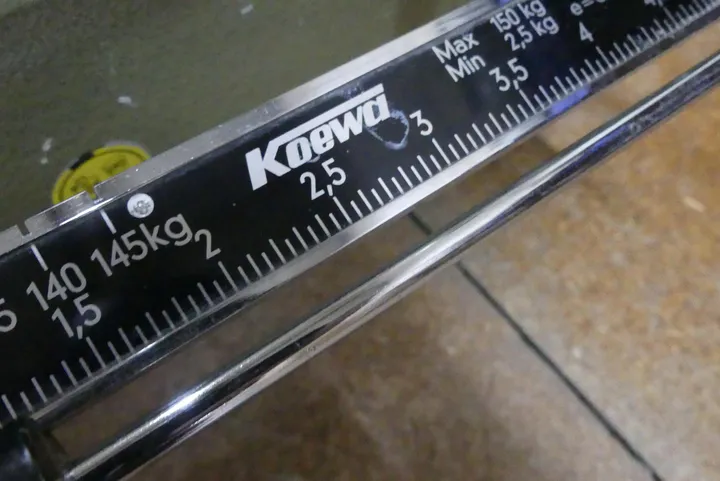 Max 150 kg
Min 2,5 kg
e=
Koewa
140 145kg
1,5 2 2,5 3 3,5 4